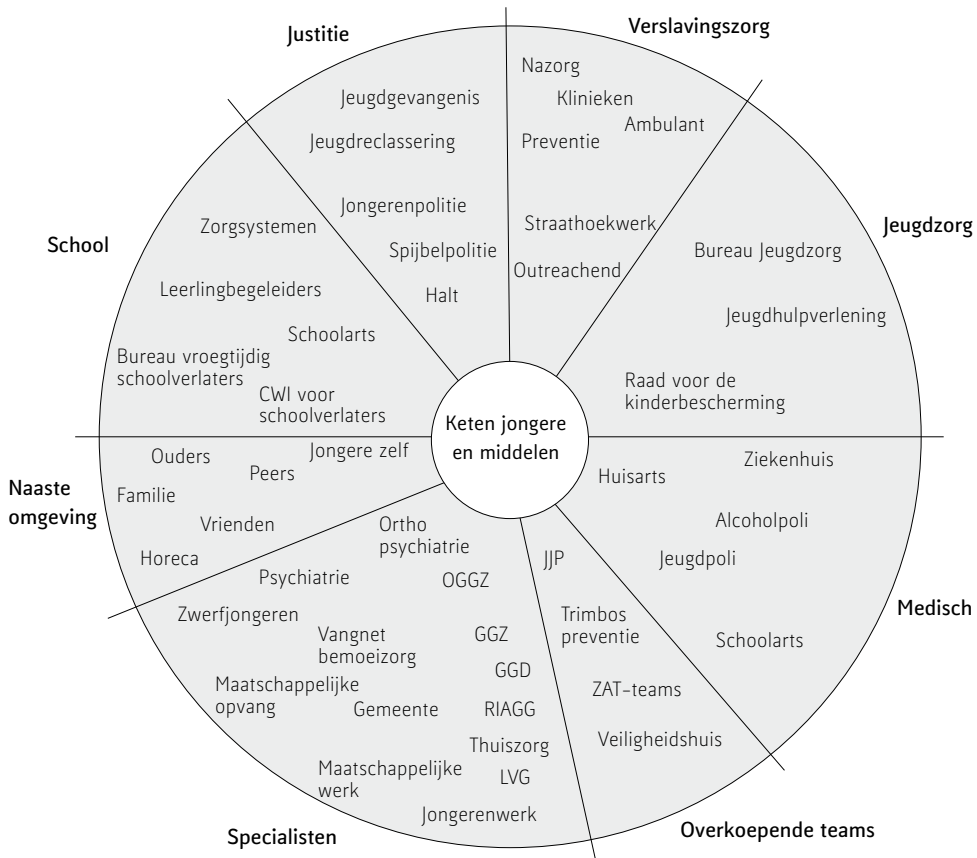 Justitie
Verslavingszorg
Nazorg
Klinieken
Ambulant
Preventie
Straathoekwerk
Outreachend
Jeugdzorg
Bureau Jeugdzorg
Jeugdhulpverlening
Raad voor de
kinderbescherming
Medisch
Ziekenhuis
Huisarts
Alcoholpoli
Jeugdpoli
Schoolarts
Overkoepende teams
JJP
Trimbos
preventie
ZAT-teams
Veiligheidshuis
Specialisten
Ortho
psychiatrie
Psychiatrie
OGGZ
Zwerfjongeren
Vangnet
bemoeizorg
GGZ
GGD
Maatschappelijke
opvang
Gemeente
RIAGG
Thuiszorg
Maatschappelijke
werk
LVG
Jongerenwerk
Naaste
omgeving
Jongere zelf
Ouders
Peers
Familie
Vrienden
Horeca
School
Zorgsystemen
Leerlingbegeleiders
Schoolarts
Bureau vroegtijdig
schoolverlaters
CWI voor
schoolverlaters
Jeugdgevangenis
Jeugdreclassering
Jongerenpolitie
Spijbelpolitie
Halt
Keten jongere
en middelen